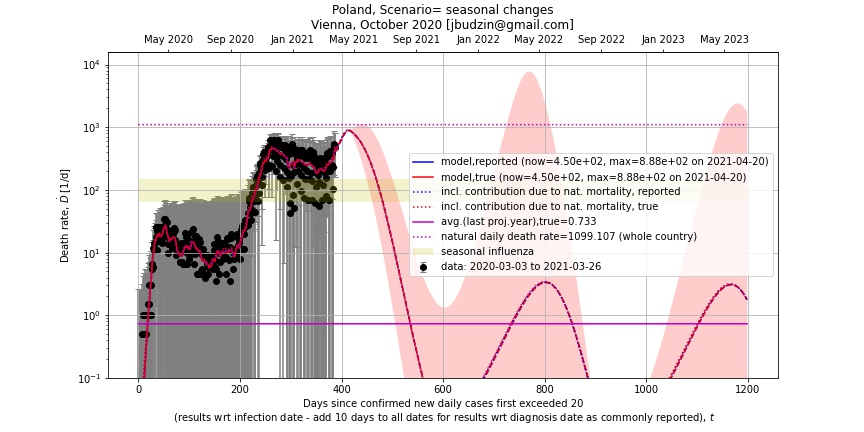 Poland, Scenario= seasonal changes
Vienna, October 2020 [jbudzin@gmail.com]
May 2020 Sep 2020 Jan 2021 May 2021 Sep 2021 Jan 2022 May 2022 Sep 2022 Jan 2023 May 2023
10⁴
10³
10²
10¹
10⁰
10⁻¹
Death rate, D [1/d]
model,reported (now=4.50e+02, max=8.88e+02 on 2021-04-20)
model,true (now=4.50e+02, max=8.88e+02 on 2021-04-20)
incl. contribution due to nat. mortality, reported
incl. contribution due to nat. mortality, true
avg.(last proj.year),true=0.733
natural daily death rate=1099.107 (whole country)
seasonal influenza
data: 2020-03-03 to 2021-03-26
0 200 400 600 800 1000 1200
Days since confirmed new daily cases first exceeded 20
(results wrt infection date - add 10 days to all dates for results wrt diagnosis date as commonly reported), t